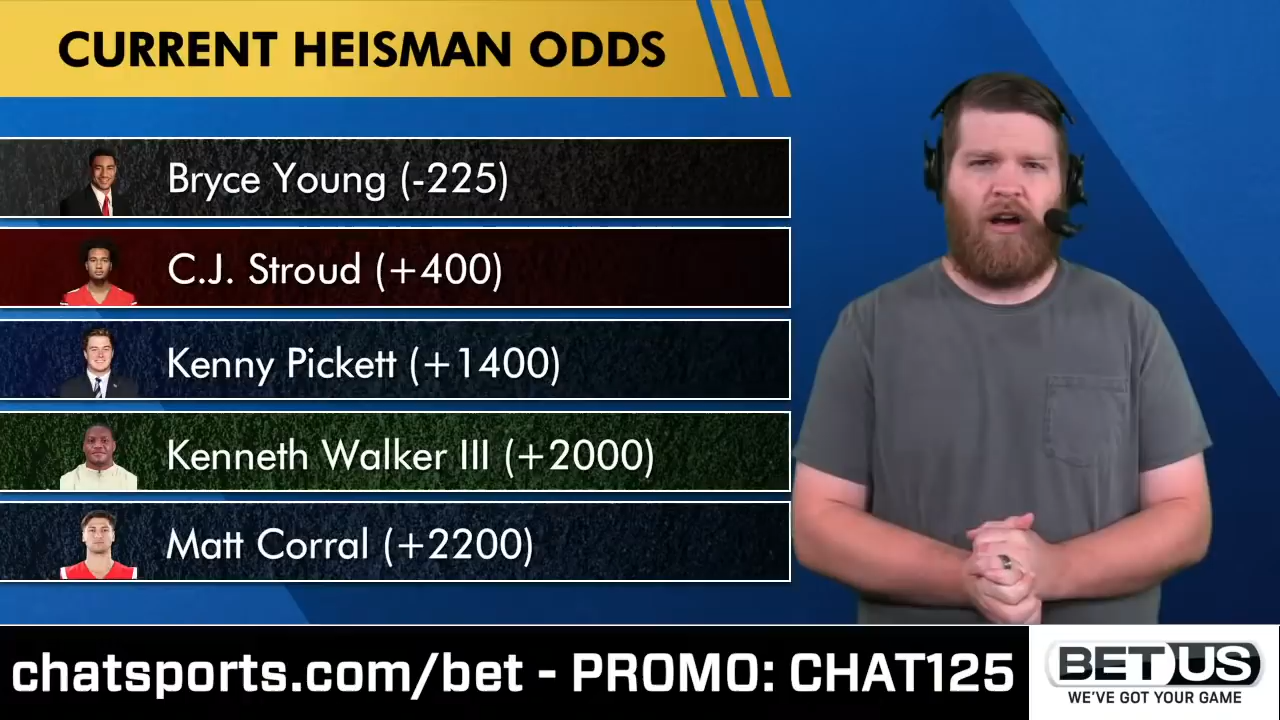 CURRENT HEISMAN ODDS
Bryce Young (-225)
C.J. Stroud (+400)
Kenny Pickett (+1400)
Kenneth Walker III (+2000)
Matt Corral (+2200)
chatsports.com/bet - PROMO: CHAT125
BETUS
WE'VE GOT YOUR GAME